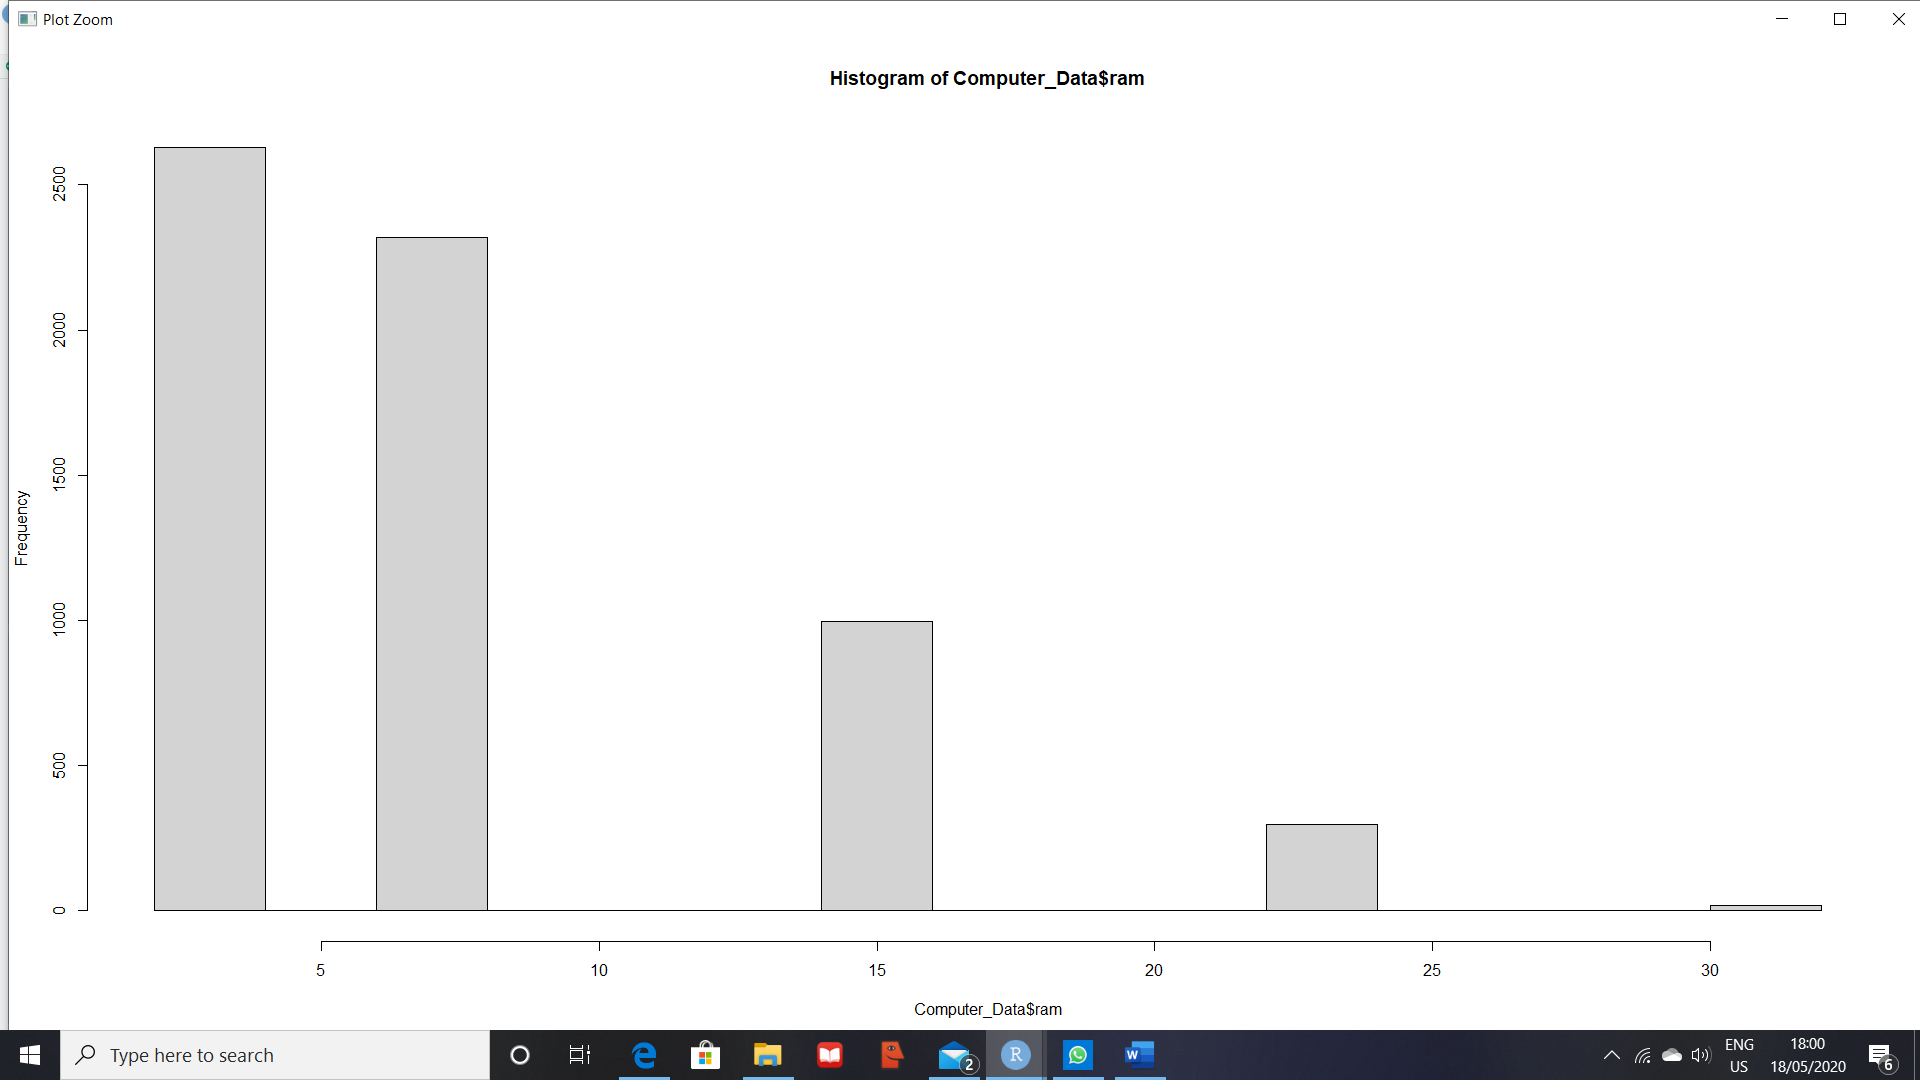 Plot Zoom
Histogram of Computer_Data$ram
Frequency
2500
2000
1500
1000
500
0
5 10 15 20 25 30
Computer_Data$ram
Type here to search
2
R
W
ENG
US
18:00
18/05/2020
6